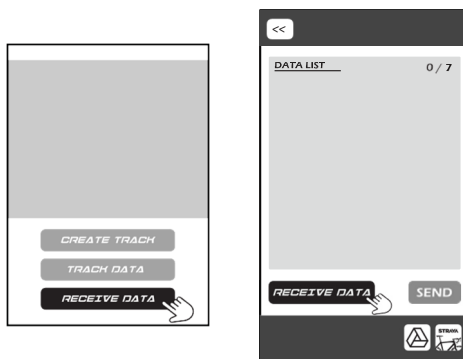 CREATE TRACK
TRACK DATA
RECEIVE DATA
<<
DATA LIST 0 / 7
RECEIVE DATA SEND
STRAVA